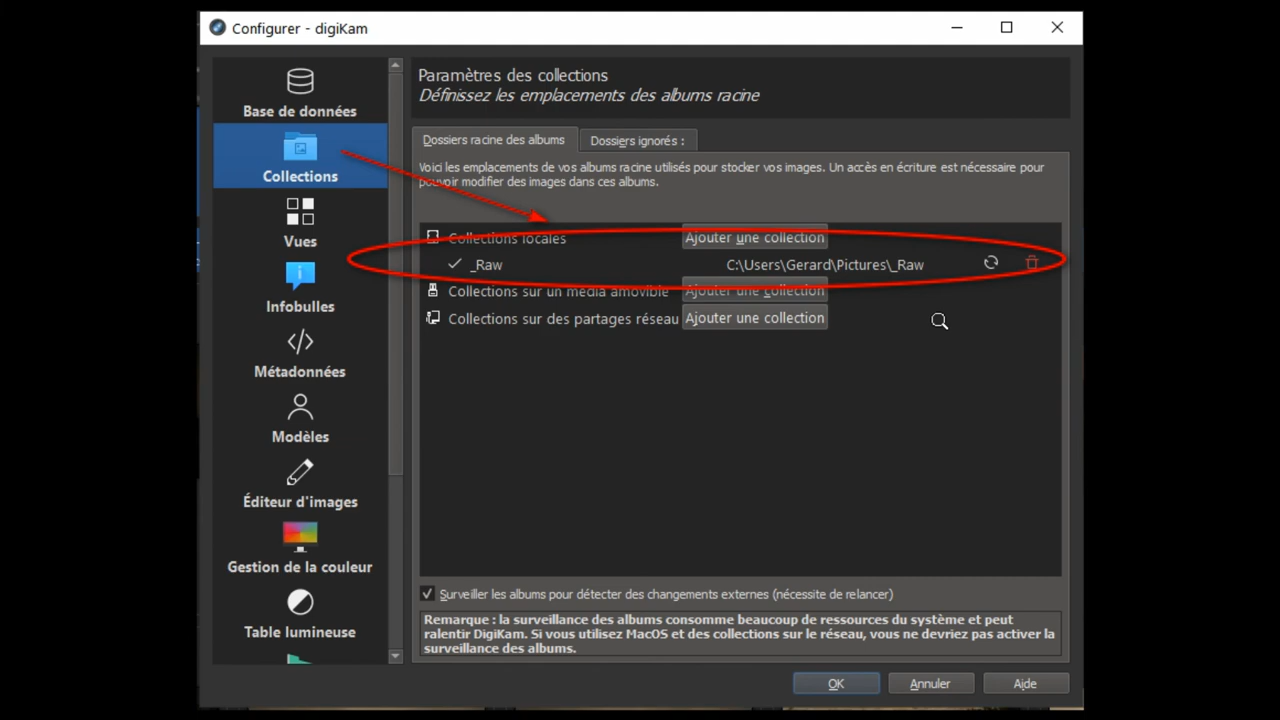 Configurer - digiKam
Base de données
Collections
Vues
Infobulles
Métadonnées
Modèles
Éditeur d'images
Gestion de la couleur
Table lumineuse
Paramètres des collections
Définissez les emplacements des albums racine
Dossiers racine des albums
Dossiers ignorés :
Voici les emplacements de vos albums racine utilisés pour stocker vos images. Un accès en écriture est nécessaire pour
pouvoir modifier des images dans ces albums.
Collections locales Ajouter une collection
_Raw C:\Users\Gerard\Pictures\_Raw
Collections sur un média amovible Ajouter une collection
Collections sur des partages réseau Ajouter une collection
Surveiller les albums pour détecter des changements externes (nécessite de relancer)
Remarque : la surveillance des albums consomme beaucoup de ressources du système et peut
ralentir DigiKam. Si vous utilisez MacOS et des collections sur le réseau, vous ne devriez pas activer la
surveillance des albums.
OK Annuler Aide